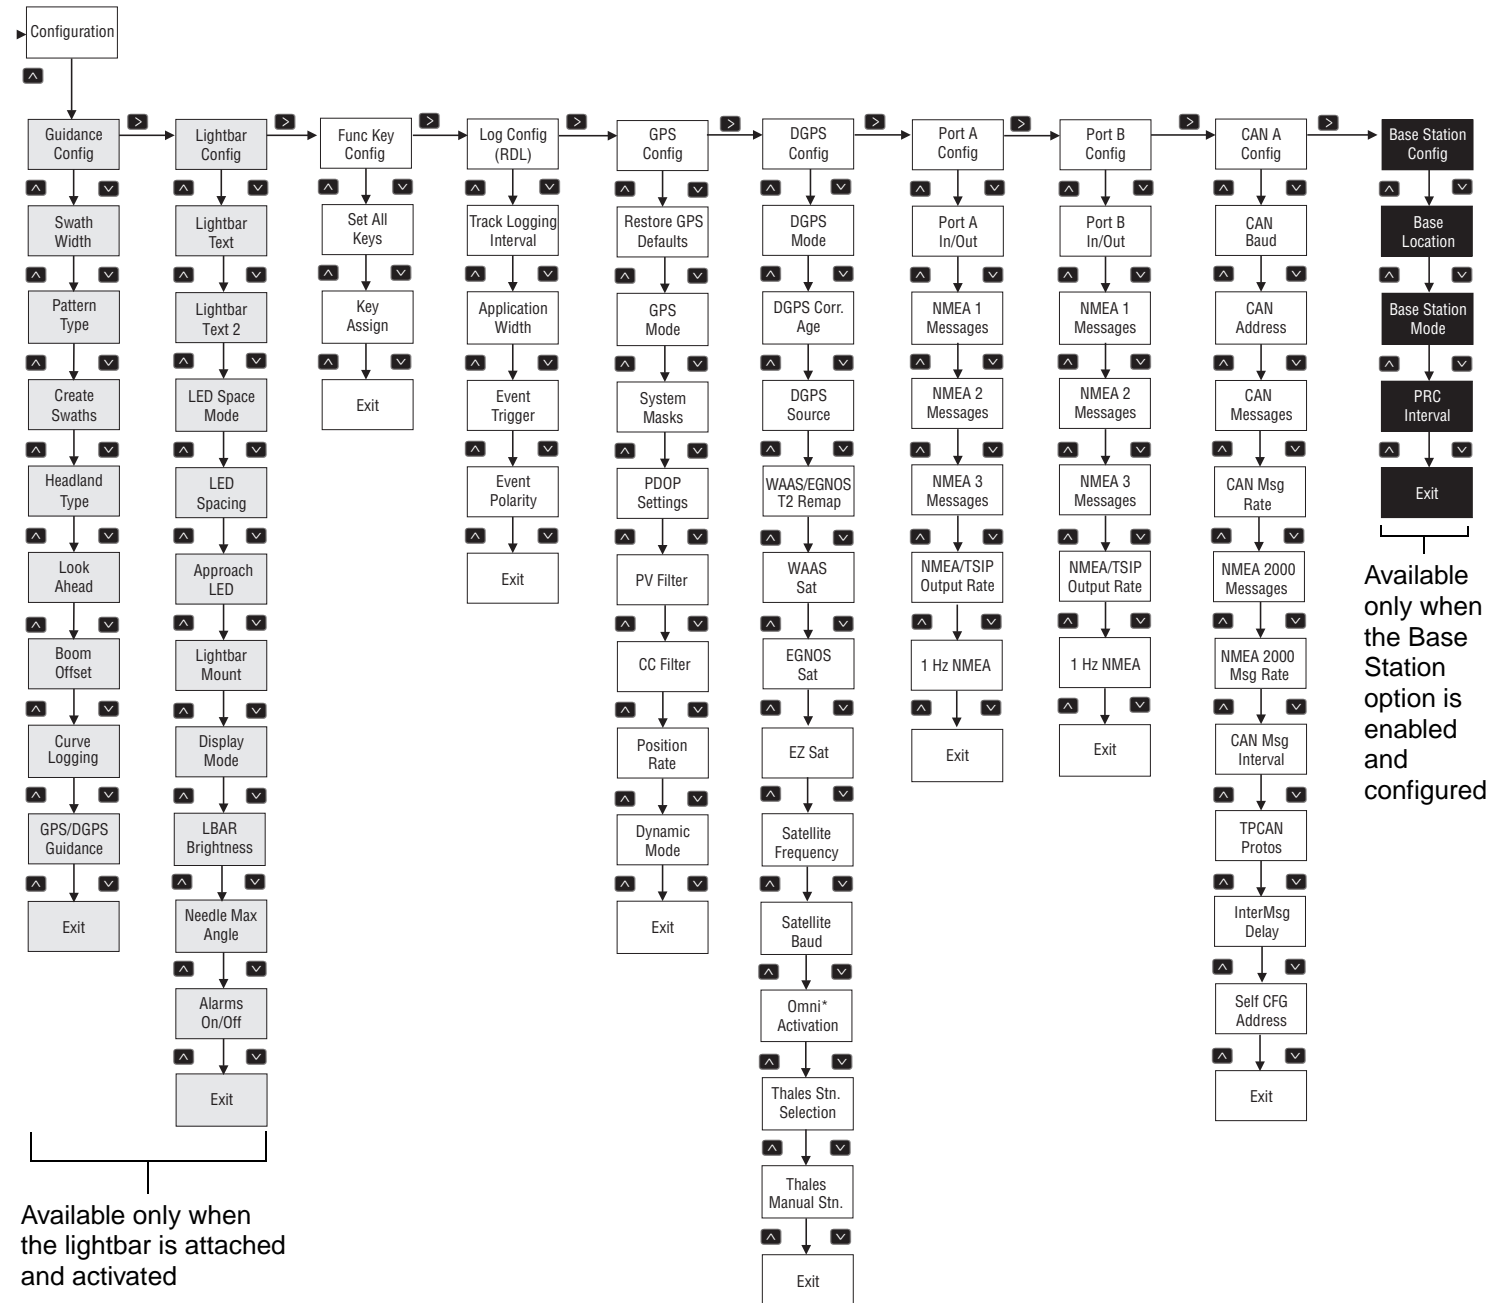 Configuration
Guidance
Config
Swath
Width
Pattern
Type
Create
Swaths
Headland
Type
Look
Ahead
Boom
Offset
Curve
Logging
GPS/DGPS
Guidance
Exit
Lightbar
Config
Lightbar
Text
Lightbar
Text 2
LED Space
Mode
LED
Spacing
Approach
LED
Lightbar
Mount
Display
Mode
LBAR
Brightness
Needle Max
Angle
Alarms
On/Off
Exit
Available only when
the lightbar is attached
and activated
Func Key
Config
Set All
Keys
Key
Assign
Exit
Log Config
(RDL)
Track Logging
Interval
Application
Width
Event
Trigger
Event
Polarity
Exit
GPS
Config
Restore GPS
Defaults
GPS
Mode
System
Masks
PDOP
Settings
PV Filter
CC Filter
Position
Rate
Dynamic
Mode
Exit
DGPS
Config
DGPS
Mode
DGPS Corr.
Age
DGPS
Source
WAAS/EGNOS
T2 Remap
WAAS
Sat
EGNOS
Sat
EZ Sat
Satellite
Frequency
Satellite
Baud
Omni*
Activation
Thales Stn.
Selection
Thales
Manual Stn.
Exit
Port A
Config
Port A
In/Out
NMEA 1
Messages
NMEA 2
Messages
NMEA 3
Messages
NMEA/TSIP
Output Rate
1 Hz NMEA
Exit
Port B
Config
Port B
In/Out
NMEA 1
Messages
NMEA 2
Messages
NMEA 3
Messages
NMEA/TSIP
Output Rate
1 Hz NMEA
Exit
CAN A
Config
CAN
Baud
CAN
Address
CAN
Messages
CAN Msg
Rate
NMEA 2000
Messages
NMEA 2000
Msg Rate
CAN Msg
Interval
TPCAN
Protos
InterMsg
Delay
Self CFG
Address
Exit
Base Station
Config
Base
Location
Base Station
Mode
PRC
Interval
Exit
Available
only when
the Base
Station
option is
enabled
and
configured